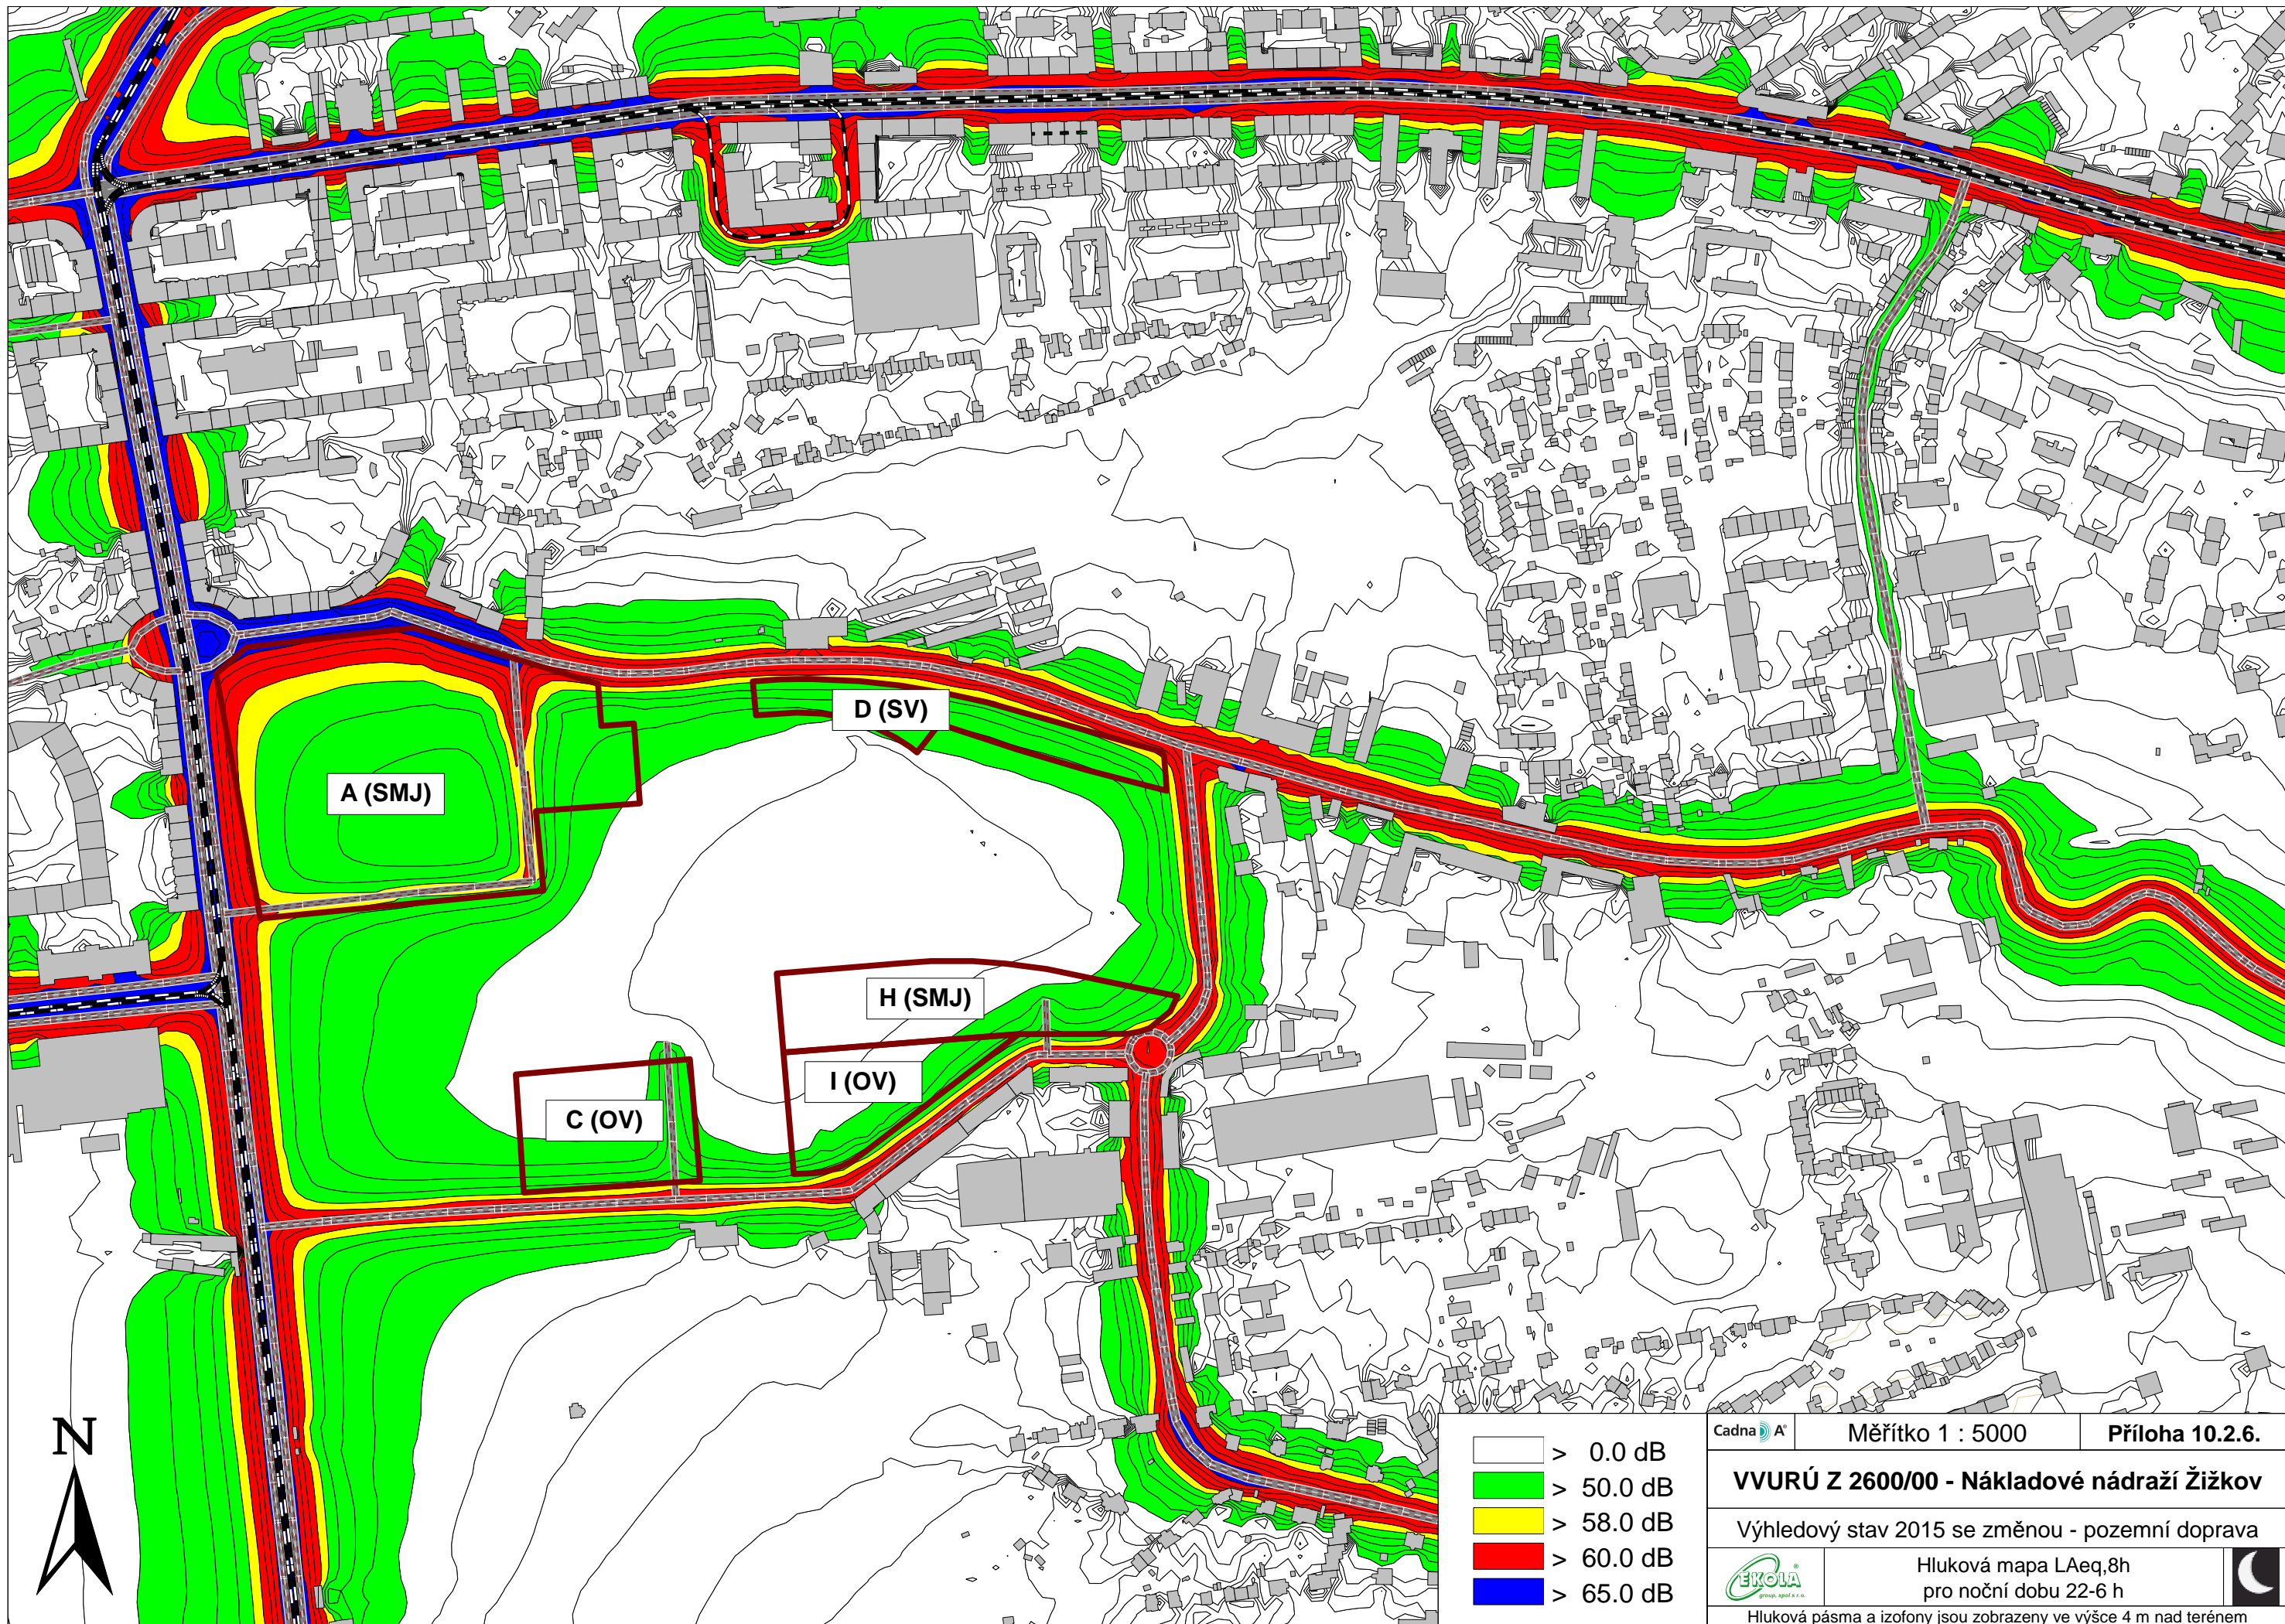 D (SV)
A (SMJ)
H (SMJ)
I (OV)
C (OV)
N
> 0.0 dB
> 50.0 dB
> 58.0 dB
> 60.0 dB
> 65.0 dB
Cadna A®
Měřítko 1 : 5000
Příloha 10.2.6.
VVURÚ Z 2600/00 - Nákladové nádraží Žižkov
Výhledový stav 2015 se změnou - pozemní doprava
EKOLA ®
group, spol s r.o.
Hluková mapa LAeq,8h
pro noční dobu 22-6 h
Hluková pásma a izofony jsou zobrazeny ve výšce 4 m nad terénem